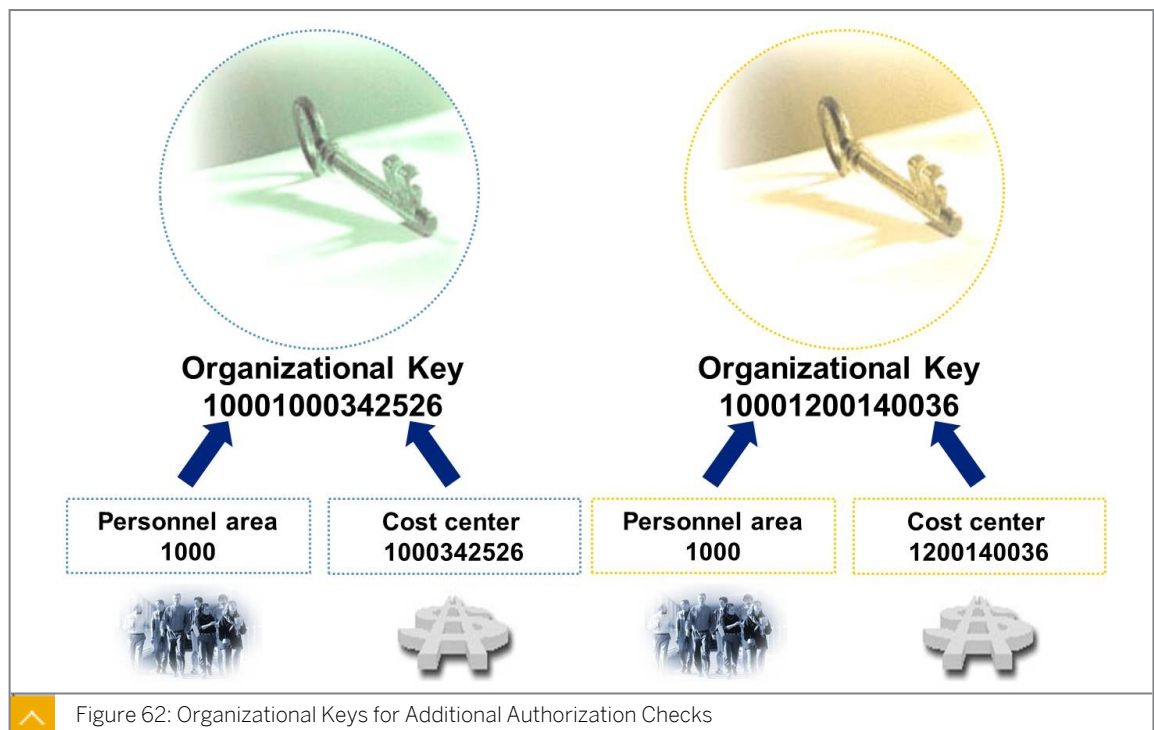 Organizational Key
10001000342526
Organizational Key
10001200140036
Personnel area
1000
Cost center
1000342526
Personnel area
1000
Cost center
1200140036
Figure 62: Organizational Keys for Additional Authorization Checks